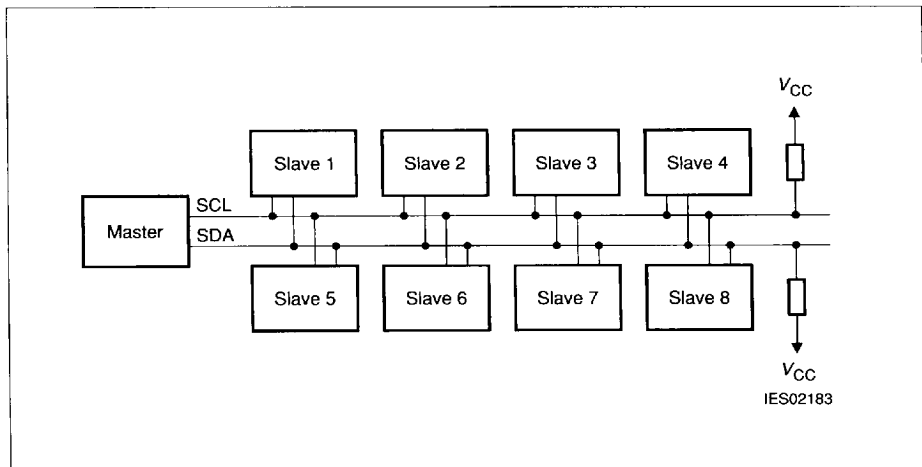 VCC
Slave 1
Slave 2
Slave 3
Slave 4
SCL
Master
SDA
Slave 5
Slave 6
Slave 7
Slave 8
VCC
IES02183